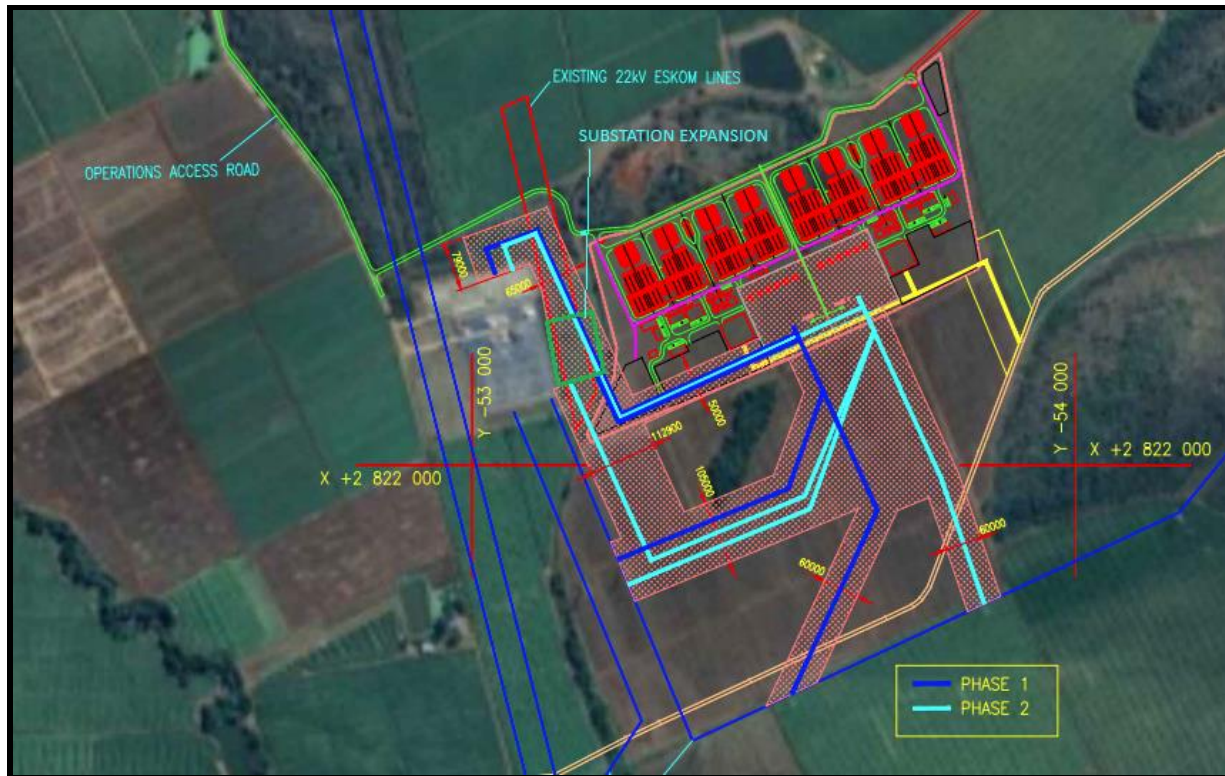 EXISTING 22kV ESKOM LINES
SUBSTATION EXPANSION
OPERATIONS ACCESS ROAD
79000
65000
Y -53 000
Y -54 000
50000
112900
X +2 822 000
X +2 822 000
105000
60000
60000
PHASE 1
PHASE 2